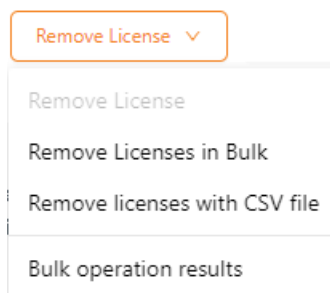 Remove License
Remove License
Remove Licenses in Bulk
Remove licenses with CSV file
Bulk operation results